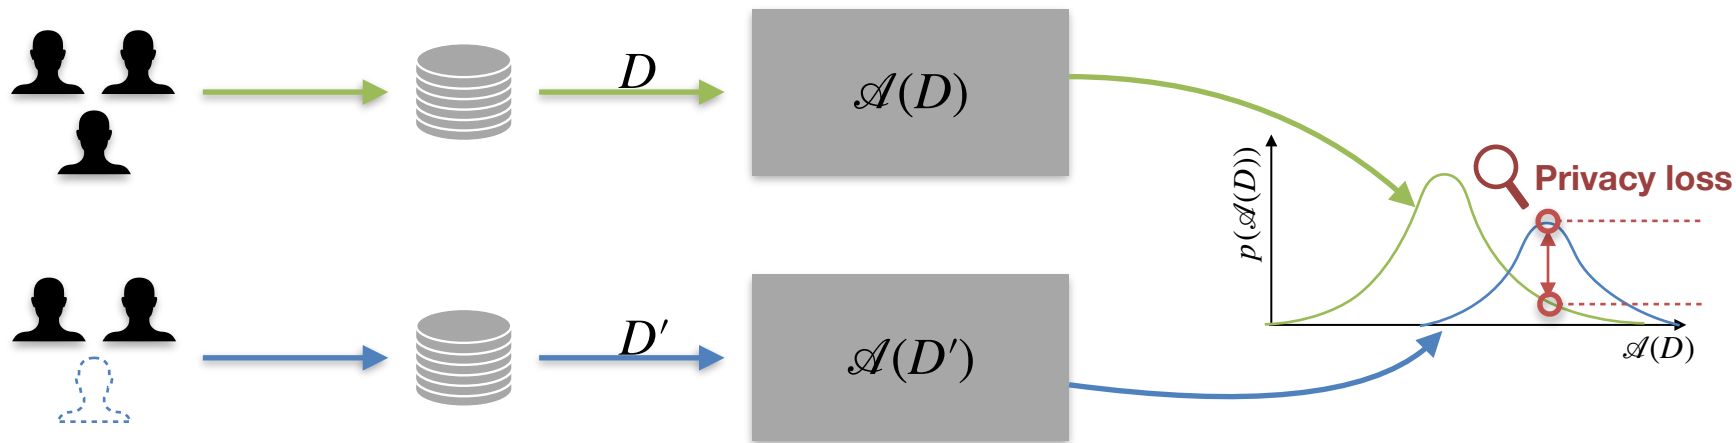 D
𝒜(D)
p(𝒜(D))
Privacy loss
D′
𝒜(D′)
𝒜(D)